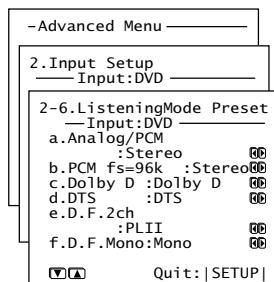 -Advanced Menu
2.Input Setup
Input:DVD
2-6.ListeningMode Preset
Input:DVD
a.Analog/PCM
:Stereo
b.PCM fs=96k :Stereo
c.Dolby D :Dolby D
d.DTS :DTS
e.D.F.2ch
:PLII
f.D.F.Mono:Mono
Quit:|SETUP|